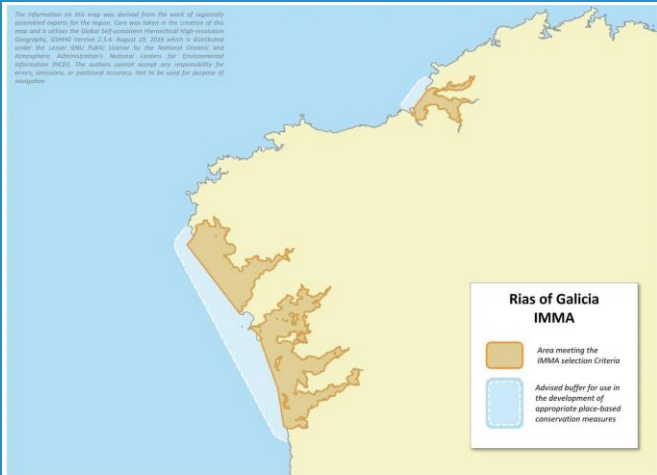 The information on this map was derived from the work of regionally
assembled experts for the region. Care was taken in the creation of this
map and it utilises the Global Self-consistent Hierarchical High-resolution
Geography, GSHHG Version 2.3.6 August 19, 2016 which is distributed
under the Lesser GNU Public License by the National Oceanic and
Atmospheric Administration's National Centers for Environmental
Information (NCEI). The authors cannot accept any responsibility for
errors, omissions, or positional accuracy. Not to be used for purpose of
navigation
Rias of Galicia
IMMA
Area meeting the
IMMA selection Criteria
Advised buffer for use in
the development of
appropriate place-based
conservation measures